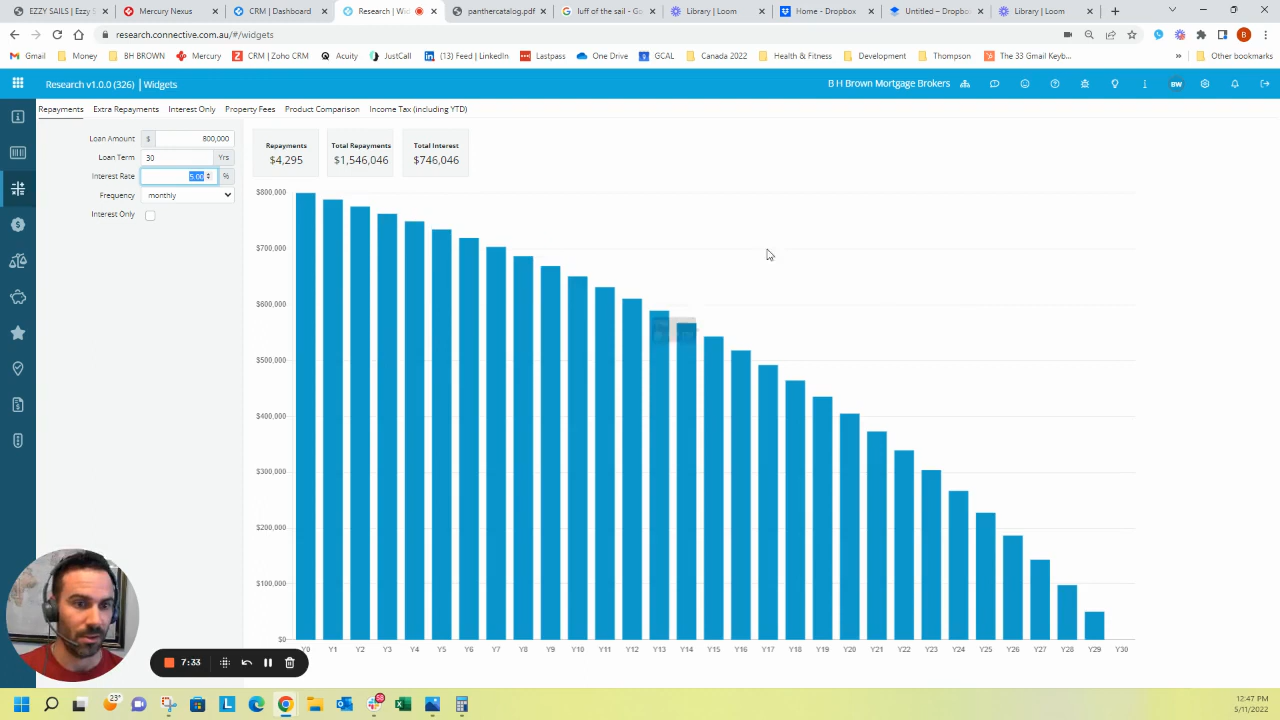 EZZY SAILS | Ezzy S
Mercury Nexus
CRM | Dashboard
Research | Wid
panthercatalog.pdf
luff of the sail - Go
Library | Loom
Home - Dropbox
Untitled – Dropbo
Library | Loom
research.connective.com.au/#/widgets
B
Gmail
Money
8H BROWN
Mercury
CRM | Zoho CRM
Acuity
JustCall
(13) Feed | LinkedIn
Lastpass
One Drive
GCAL
Canada 2022
Health & Fitness
Development
Thompson
The 33 Gmail Keyb...
»
Other bookmarks
Research v1.0.0 (326) | Widgets
B H Brown Mortgage Brokers
BW
Repayments
Extra Repayments
Interest Only
Property Fees
Product Comparison
Income Tax (including YTD)
Loan Amount $ 800,000
Loan Term 30 Yrs
Interest Rate 5.00 %
Frequency monthly
Interest Only
Repayments
$4,295
Total Repayments
$1,546,046
Total Interest
$746,046
$800,000
$700,000
$600,000
$500,000
$400,000
$300,000
$200,000
$100,000
$0
Y0 Y1 Y2 Y3 Y4 Y5 Y6 Y7 Y8 Y9 Y10 Y11 Y12 Y13 Y14 Y15 Y16 Y17 Y18 Y19 Y20 Y21 Y22 Y23 Y24 Y25 Y26 Y27 Y28 Y29 Y30
7:33
23°
L
58
12:47 PM
5/11/2022